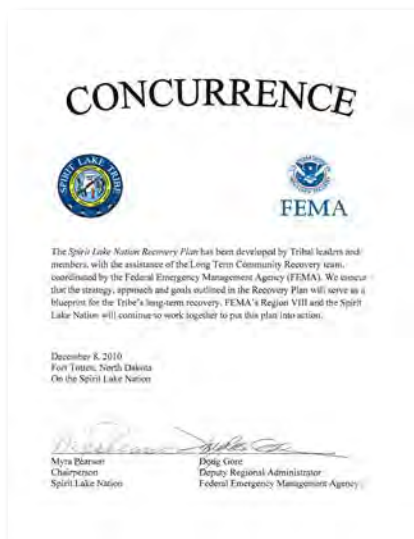 CONCURRENCE
SPIRIT LAKE TRIBE
FEMA
The Spirit Lake Nation Recovery Plan has been developed by Tribal leaders and
members, with the assistance of the Long Term Community Recovery team,
coordinated by the Federal Emergency Management Agency (FEMA). We concur
that the strategy, approach and goals outlined in the Recovery Plan will serve as a
blueprint for the Tribe's long-term recovery. FEMA's Region VIII and the Spirit
Lake Nation will continue to work together to put this plan into action.
December 8, 2010
Fort Totten, North Dakota
On the Spirit Lake Nation
Myra Pearson
Doug Gore
Chairperson
Deputy Regional Administrator
Spirit Lake Nation
Federal Emergency Management Agency